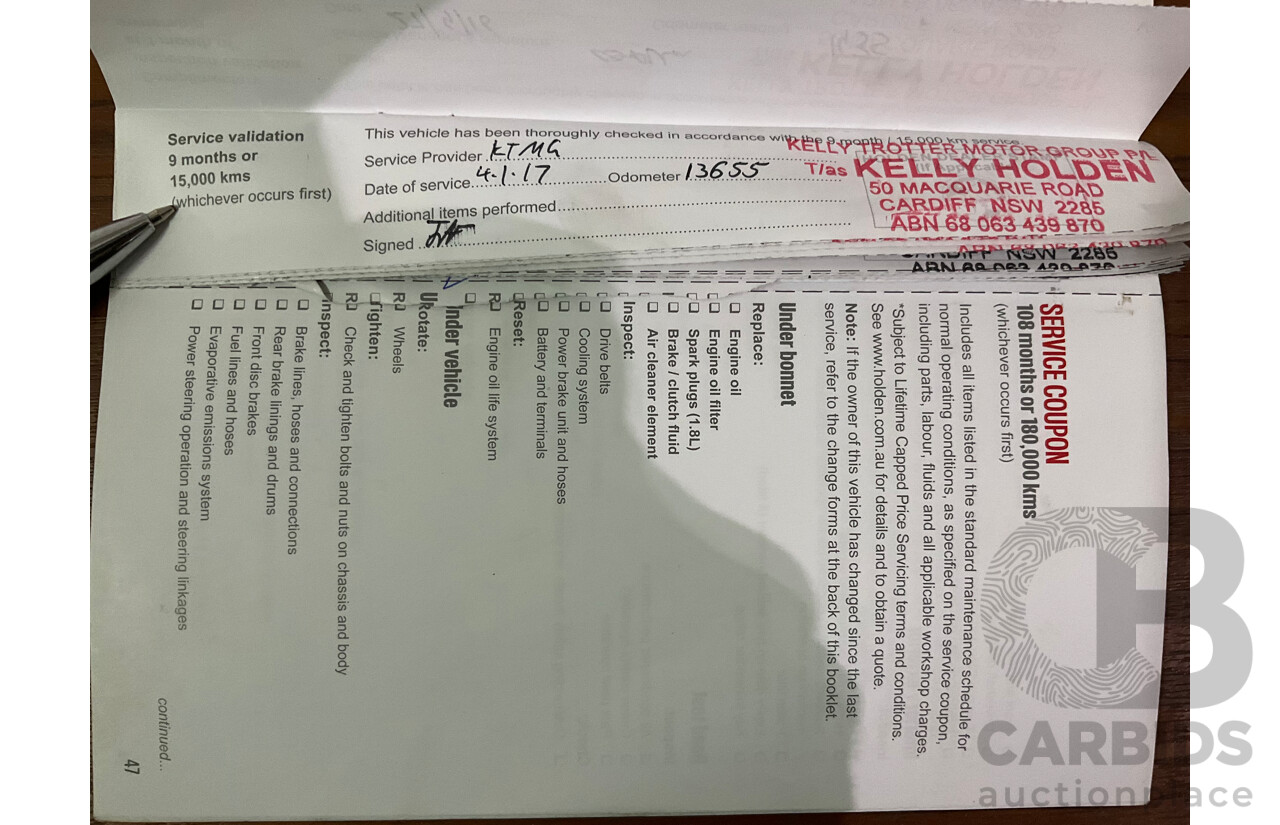 Service validation
9 months or
15,000 kms
(whichever occurs first)
This vehicle has been thoroughly checked in accordance with the 9 month / 15,000 km service
Service Provider KTMG
Date of service 4.1.17 Odometer 13655
Additional items performed
Signed
KELLY TROTTER MOTOR GROUP P/L
T/as KELLY HOLDEN
50 MACQUARIE ROAD
CARDIFF NSW 2285
ABN 68 063 439 870
CARDIFF NSW 2285
SERVICE COUPON
108 months or 180,000 kms
(whichever occurs first)
Includes all items listed in the standard maintenance schedule for
normal operating conditions, as specified on the service coupon,
including parts, labour, fluids and all applicable workshop charges.
*Subject to Lifetime Capped Price Servicing terms and conditions.
See www.holden.com.au for details and to obtain a quote.
Note: If the owner of this vehicle has changed since the last
service, refer to the change forms at the back of this booklet.
Under bonnet
Replace:
Engine oil
Engine oil filter
Spark plugs (1.8L)
Brake / clutch fluid
Air cleaner element
Inspect:
Drive belts
Cooling system
Power brake unit and hoses
Battery and terminals
Reset:
Engine oil life system
Under vehicle
Rotate:
Wheels
Tighten:
Check and tighten bolts and nuts on chassis and body
Inspect:
Brake lines, hoses and connections
Rear brake linings and drums
Front disc brakes
Fuel lines and hoses
Evaporative emissions system
Power steering operation and steering linkages
continued...
47
CARBIDS
auctionplace